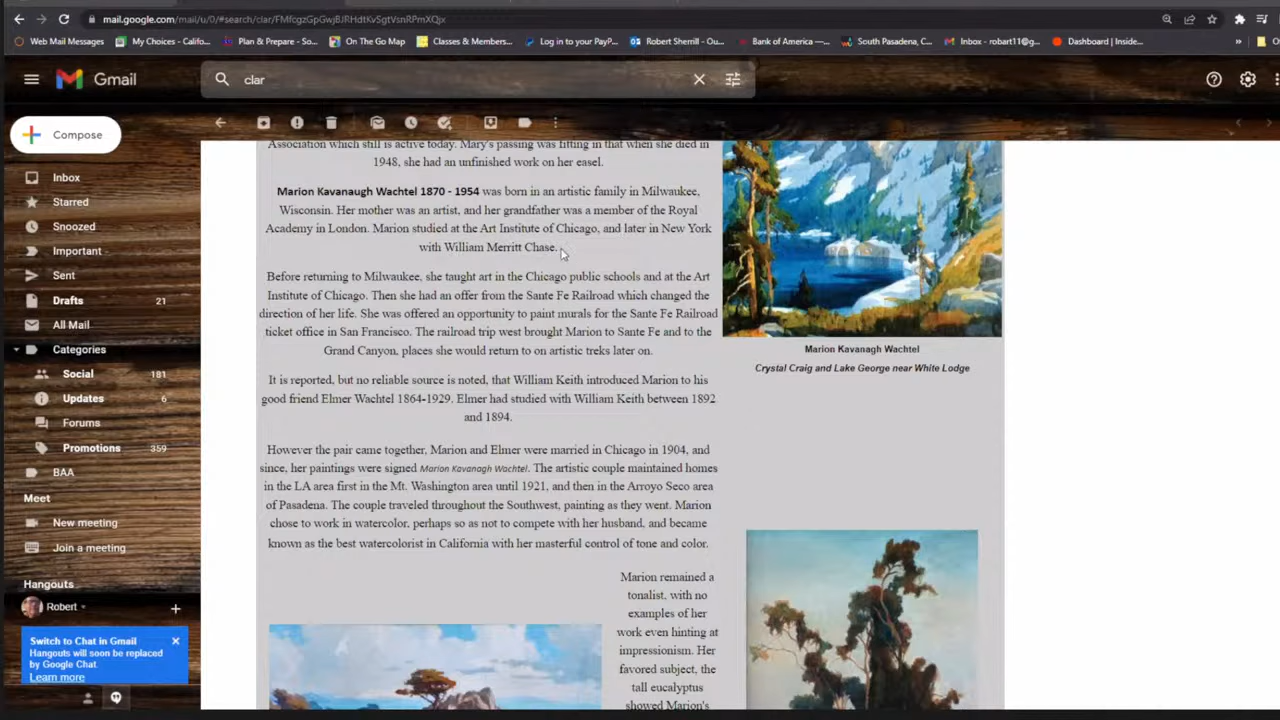 mail.google.com/mail/u/0/#search/clar/FMfcgzGpGwjBJRHdtKvSgtVsnRPmXQjx
Web Mail Messages
My Choices - Califo...
Plan & Prepare - So...
On The Go Map
Classes & Members...
Log in to your PayP...
Robert Sherrill - Ou...
Bank of America —...
South Pasadena, C...
Inbox - robart11@g...
Dashboard | Inside...
»
Gmail
clar
Compose
Inbox
Starred
Snoozed
Important
Sent
Drafts 21
All Mail
Categories
Social 181
Updates 6
Forums
Promotions 359
BAA
Meet
New meeting
Join a meeting
Hangouts
Robert
+
Switch to Chat in Gmail
Hangouts will soon be replaced
by Google Chat.
Learn more
Association which still is active today. Mary's passing was fitting in that when she died in
1948, she had an unfinished work on her easel.
Marion Kavanaugh Wachtel 1870 - 1954 was born in an artistic family in Milwaukee,
Wisconsin. Her mother was an artist, and her grandfather was a member of the Royal
Academy in London. Marion studied at the Art Institute of Chicago, and later in New York
with William Merritt Chase.
Before returning to Milwaukee, she taught art in the Chicago public schools and at the Art
Institute of Chicago. Then she had an offer from the Sante Fe Railroad which changed the
direction of her life. She was offered an opportunity to paint murals for the Sante Fe Railroad
ticket office in San Francisco. The railroad trip west brought Marion to Sante Fe and to the
Grand Canyon, places she would return to on artistic treks later on.
It is reported, but no reliable source is noted, that William Keith introduced Marion to his
good friend Elmer Wachtel 1864-1929. Elmer had studied with William Keith between 1892
and 1894.
However the pair came together, Marion and Elmer were married in Chicago in 1904, and
since, her paintings were signed Marion Kavanagh Wachtel. The artistic couple maintained homes
in the LA area first in the Mt. Washington area until 1921, and then in the Arroyo Seco area
of Pasadena. The couple traveled throughout the Southwest, painting as they went. Marion
chose to work in watercolor, perhaps so as not to compete with her husband, and became
known as the best watercolorist in California with her masterful control of tone and color.
Marion remained a
tonalist, with no
examples of her
work even hinting at
impressionism. Her
favored subject, the
tall eucalyptus
showed Marion's
Marion Kavanagh Wachtel
Crystal Craig and Lake George near White Lodge